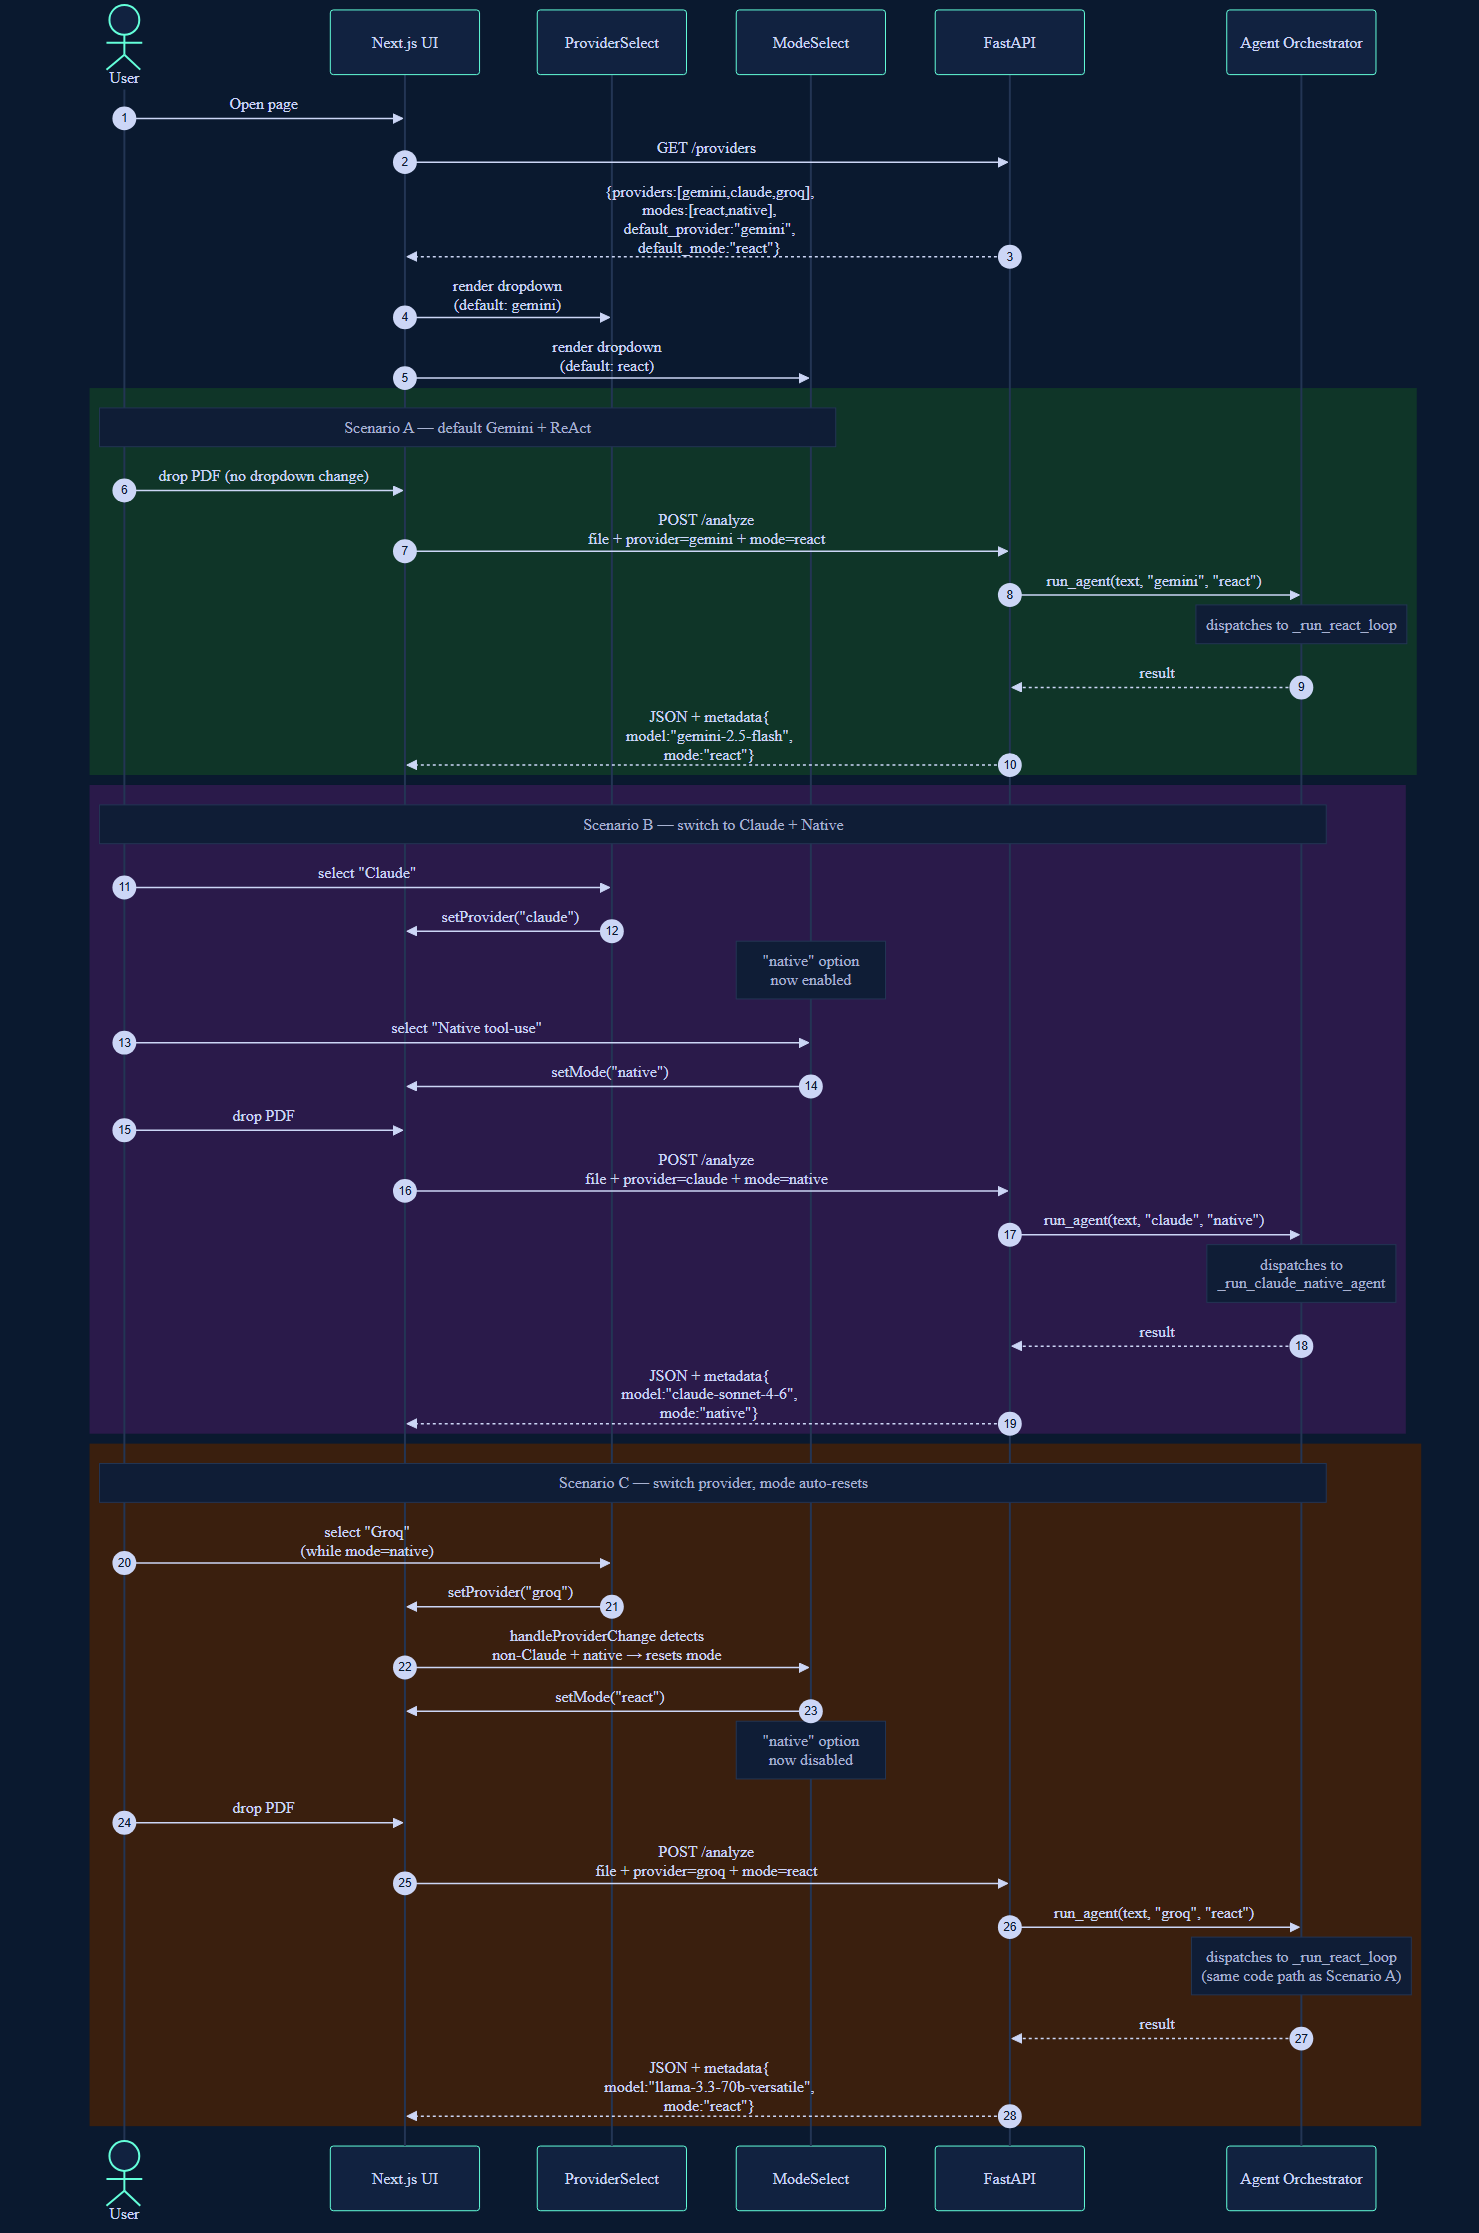 User
Next.js UI
ProviderSelect
ModeSelect
FastAPI
Agent Orchestrator
Open page
1
GET /providers
2
{providers:[gemini,claude,groq],
modes:[react,native],
default_provider:"gemini",
default_mode:"react"}
3
render dropdown
(default: gemini)
4
render dropdown
(default: react)
5
Scenario A — default Gemini + ReAct
drop PDF (no dropdown change)
6
POST /analyze
file + provider=gemini + mode=react
7
run_agent(text, "gemini", "react")
8
dispatches to _run_react_loop
result
9
JSON + metadata{
model:"gemini-2.5-flash",
mode:"react"}
10
Scenario B — switch to Claude + Native
select "Claude"
11
setProvider("claude")
12
"native" option
now enabled
select "Native tool-use"
13
setMode("native")
14
drop PDF
15
POST /analyze
file + provider=claude + mode=native
16
run_agent(text, "claude", "native")
17
dispatches to
_run_claude_native_agent
result
18
JSON + metadata{
model:"claude-sonnet-4-6",
mode:"native"}
19
Scenario C — switch provider, mode auto-resets
select "Groq"
(while mode=native)
20
setProvider("groq")
21
handleProviderChange detects
non-Claude + native → resets mode
22
setMode("react")
23
"native" option
now disabled
drop PDF
24
POST /analyze
file + provider=groq + mode=react
25
run_agent(text, "groq", "react")
26
dispatches to _run_react_loop
(same code path as Scenario A)
result
27
JSON + metadata{
model:"llama-3.3-70b-versatile",
mode:"react"}
28
User
Next.js UI
ProviderSelect
ModeSelect
FastAPI
Agent Orchestrator